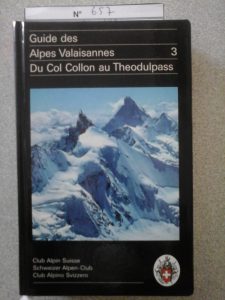 N° 657
Guide des
Alpes Valaisannes 3
Du Col Collon au Theodulpass
Club Alpin Suisse
Schweizer Alpen-Club
Club Alpino Svizzero